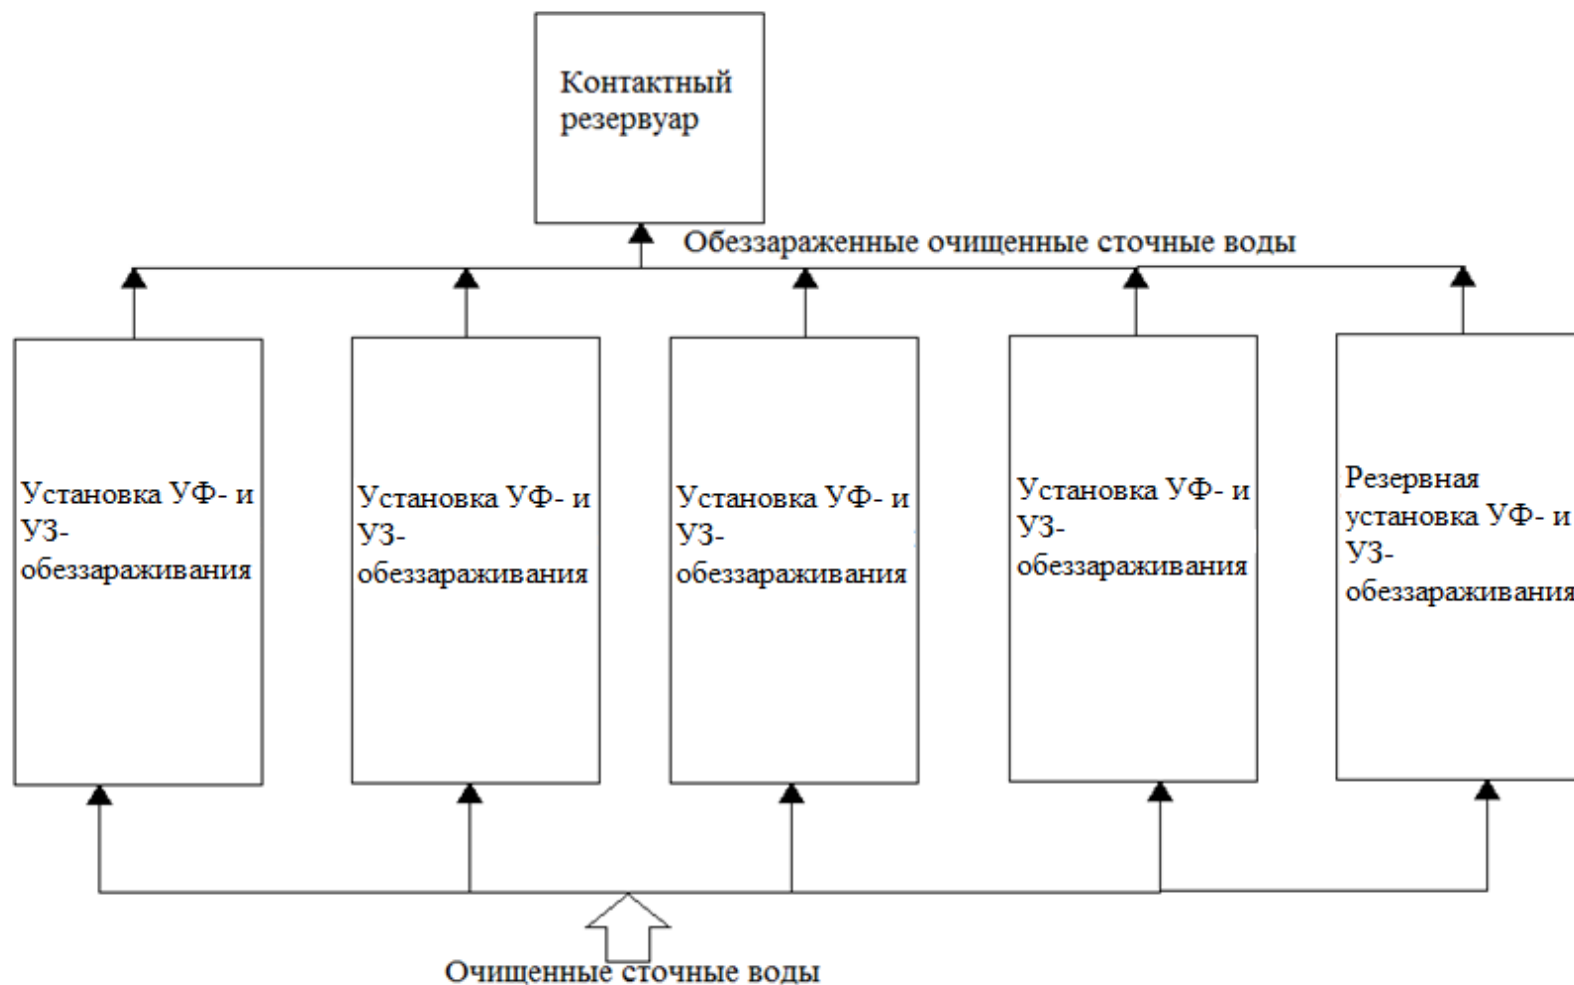 Контактный
резервуар
Обеззараженные очищенные сточные воды
Установка УФ- и
УЗ-
обеззараживания
Установка УФ- и
УЗ-
обеззараживания
Установка УФ- и
УЗ-
обеззараживания
Установка УФ- и
УЗ-
обеззараживания
Резервная
установка УФ- и
УЗ-
обеззараживания
Очищенные сточные воды